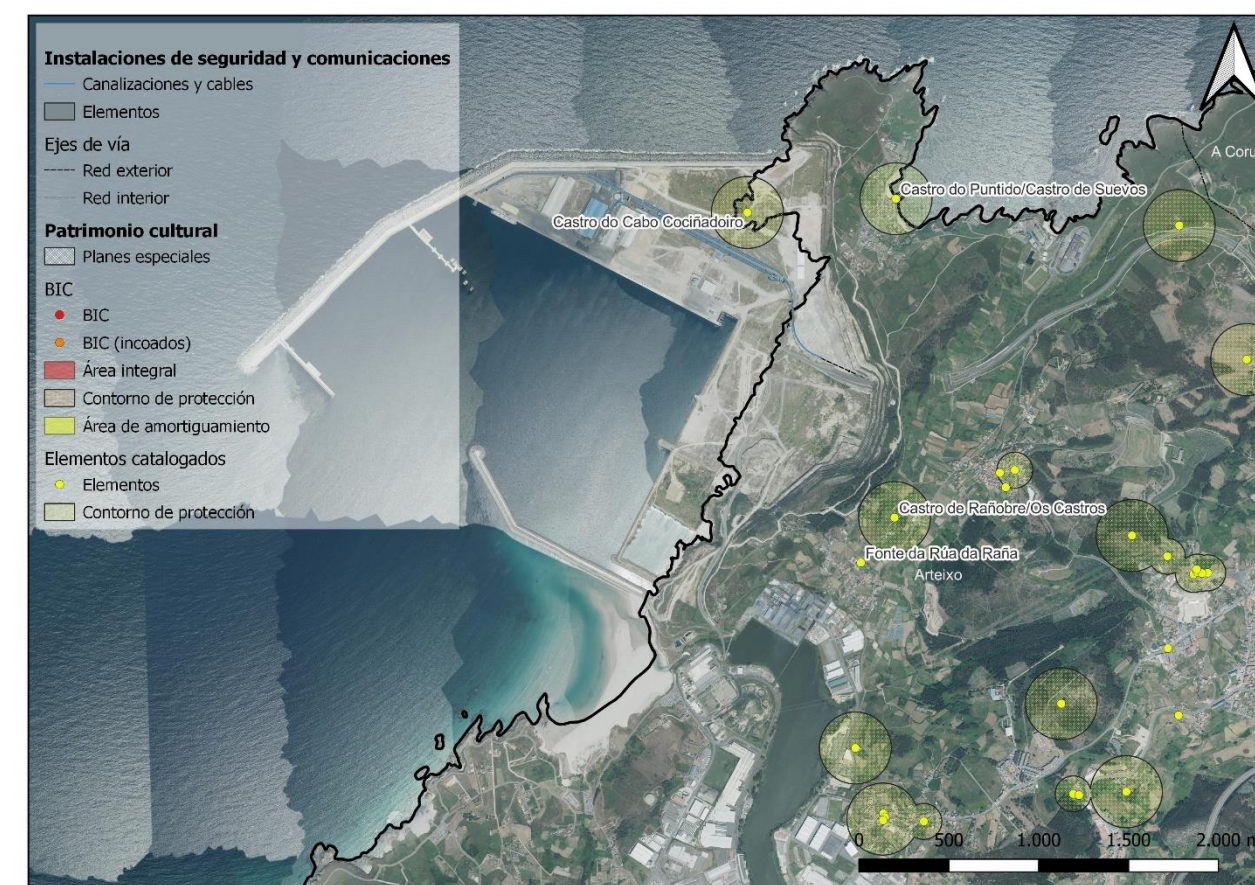 Instalaciones de seguridad y comunicaciones
Canalizaciones y cables
Elementos
Ejes de vía
Red exterior
Red interior
Patrimonio cultural
Planes especiales
BIC
BIC
BIC (incoados)
Área integral
Contorno de protección
Área de amortiguamiento
Elementos catalogados
Elementos
Contorno de protección
A Coru
Castro do Puntido/Castro de Suevos
Castro do Cabo Cociñadoiro
Castro de Rañobre/Os Castros
Fonte da Rúa da Raña
Arteixo
0 500 1.000 1.500 2.000 m